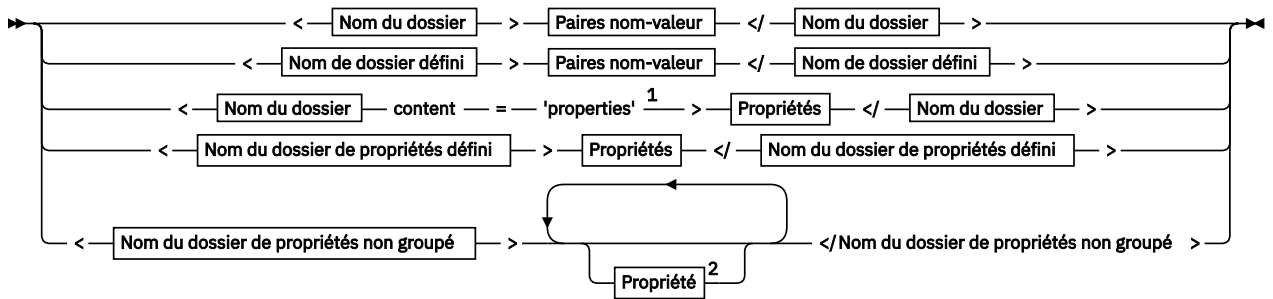 < Nom du dossier > Paires nom-valeur </ Nom du dossier >
< Nom de dossier défini > Paires nom-valeur </ Nom de dossier défini >
< Nom du dossier content = 'properties' 1 > Propriétés </ Nom du dossier >
< Nom du dossier de propriétés défini > Propriétés </ Nom du dossier de propriétés défini >
< Nom du dossier de propriétés non groupé > </ Nom du dossier de propriétés non groupé >
Propriété 2